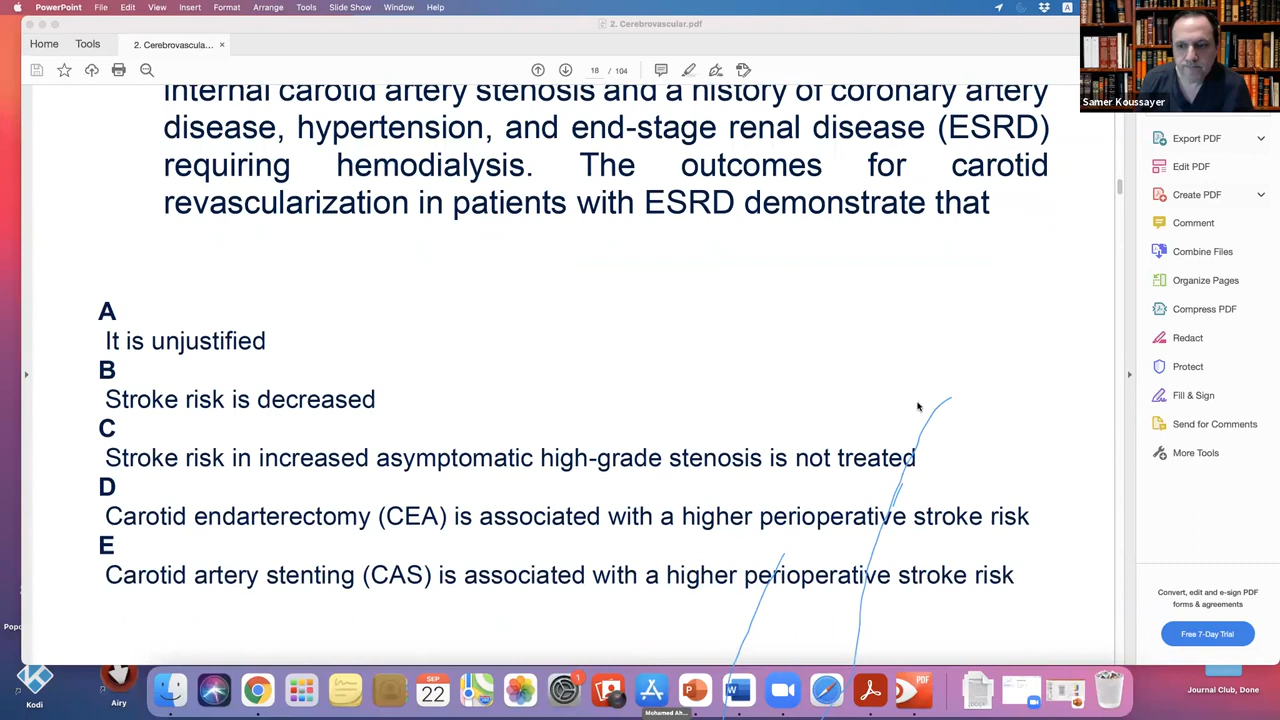 PowerPoint File Edit View Insert Format Arrange Tools Slide Show Window Help
2. Cerebrovascular.pdf
Home Tools 2. Cerebrovascula... ×
18 / 104
Samer Koussayer
Internal carotid artery stenosis and a history of coronary artery
disease, hypertension, and end-stage renal disease (ESRD)
requiring hemodialysis. The outcomes for carotid
revascularization in patients with ESRD demonstrate that
A
It is unjustified
B
Stroke risk is decreased
C
Stroke risk in increased asymptomatic high-grade stenosis is not treated
D
Carotid endarterectomy (CEA) is associated with a higher perioperative stroke risk
E
Carotid artery stenting (CAS) is associated with a higher perioperative stroke risk
Export PDF
Edit PDF
Create PDF
Comment
Combine Files
Organize Pages
Compress PDF
Redact
Protect
Fill & Sign
Send for Comments
More Tools
Convert, edit and e-sign PDF
forms & agreements
Free 7-Day Trial
Kodi
Airy
SEP
22
1
PDF
Mohamed Ah...
Journal Club, Done